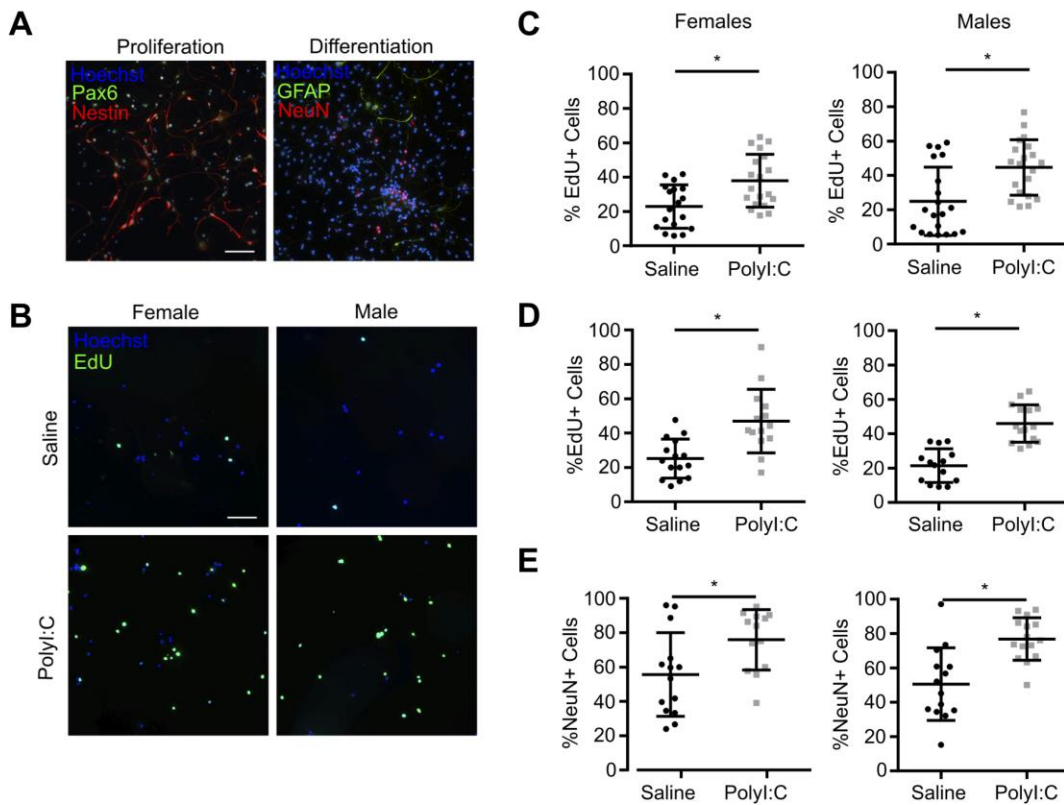 A
Proliferation
Differentiation
Hoechst
Pax6
Nestin
Hoechst
GFAP
NeuN
B
Female
Male
Hoechst
EdU
Saline
PolyI:C
C
Females
Males
% EdU+ Cells
100
80
60
40
20
0
*
Saline
PolyI:C
% EdU+ Cells
100
80
60
40
20
0
*
Saline
PolyI:C
D
%EdU+ Cells
100
80
60
40
20
0
*
Saline
PolyI:C
%EdU+ Cells
100
80
60
40
20
0
*
Saline
PolyI:C
E
%NeuN+ Cells
100
80
60
40
20
0
*
Saline
PolyI:C
%NeuN+ Cells
100
80
60
40
20
0
*
Saline
PolyI:C